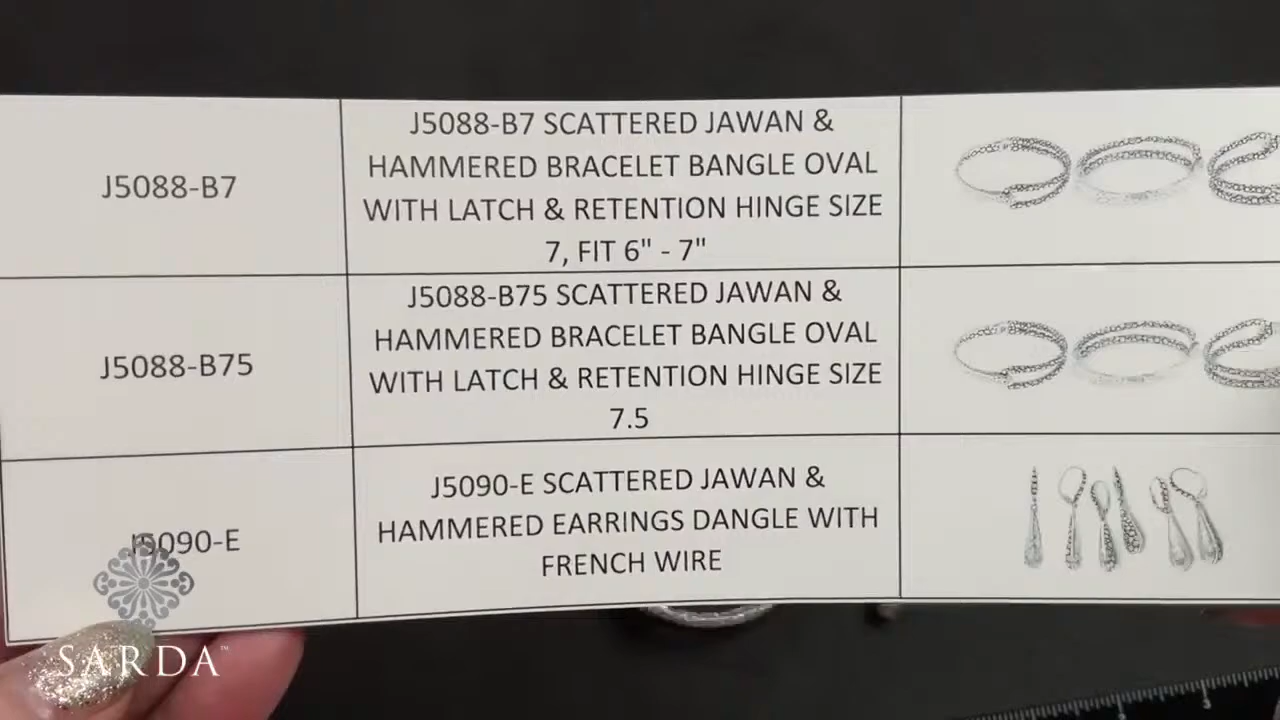 J5088-B7
J5088-B7 SCATTERED JAWAN &
HAMMERED BRACELET BANGLE OVAL
WITH LATCH & RETENTION HINGE SIZE
7, FIT 6" - 7"
J5088-B75
J5088-B75 SCATTERED JAWAN &
HAMMERED BRACELET BANGLE OVAL
WITH LATCH & RETENTION HINGE SIZE
7.5
J5090-E
J5090-E SCATTERED JAWAN &
HAMMERED EARRINGS DANGLE WITH
FRENCH WIRE
SARDA™
3